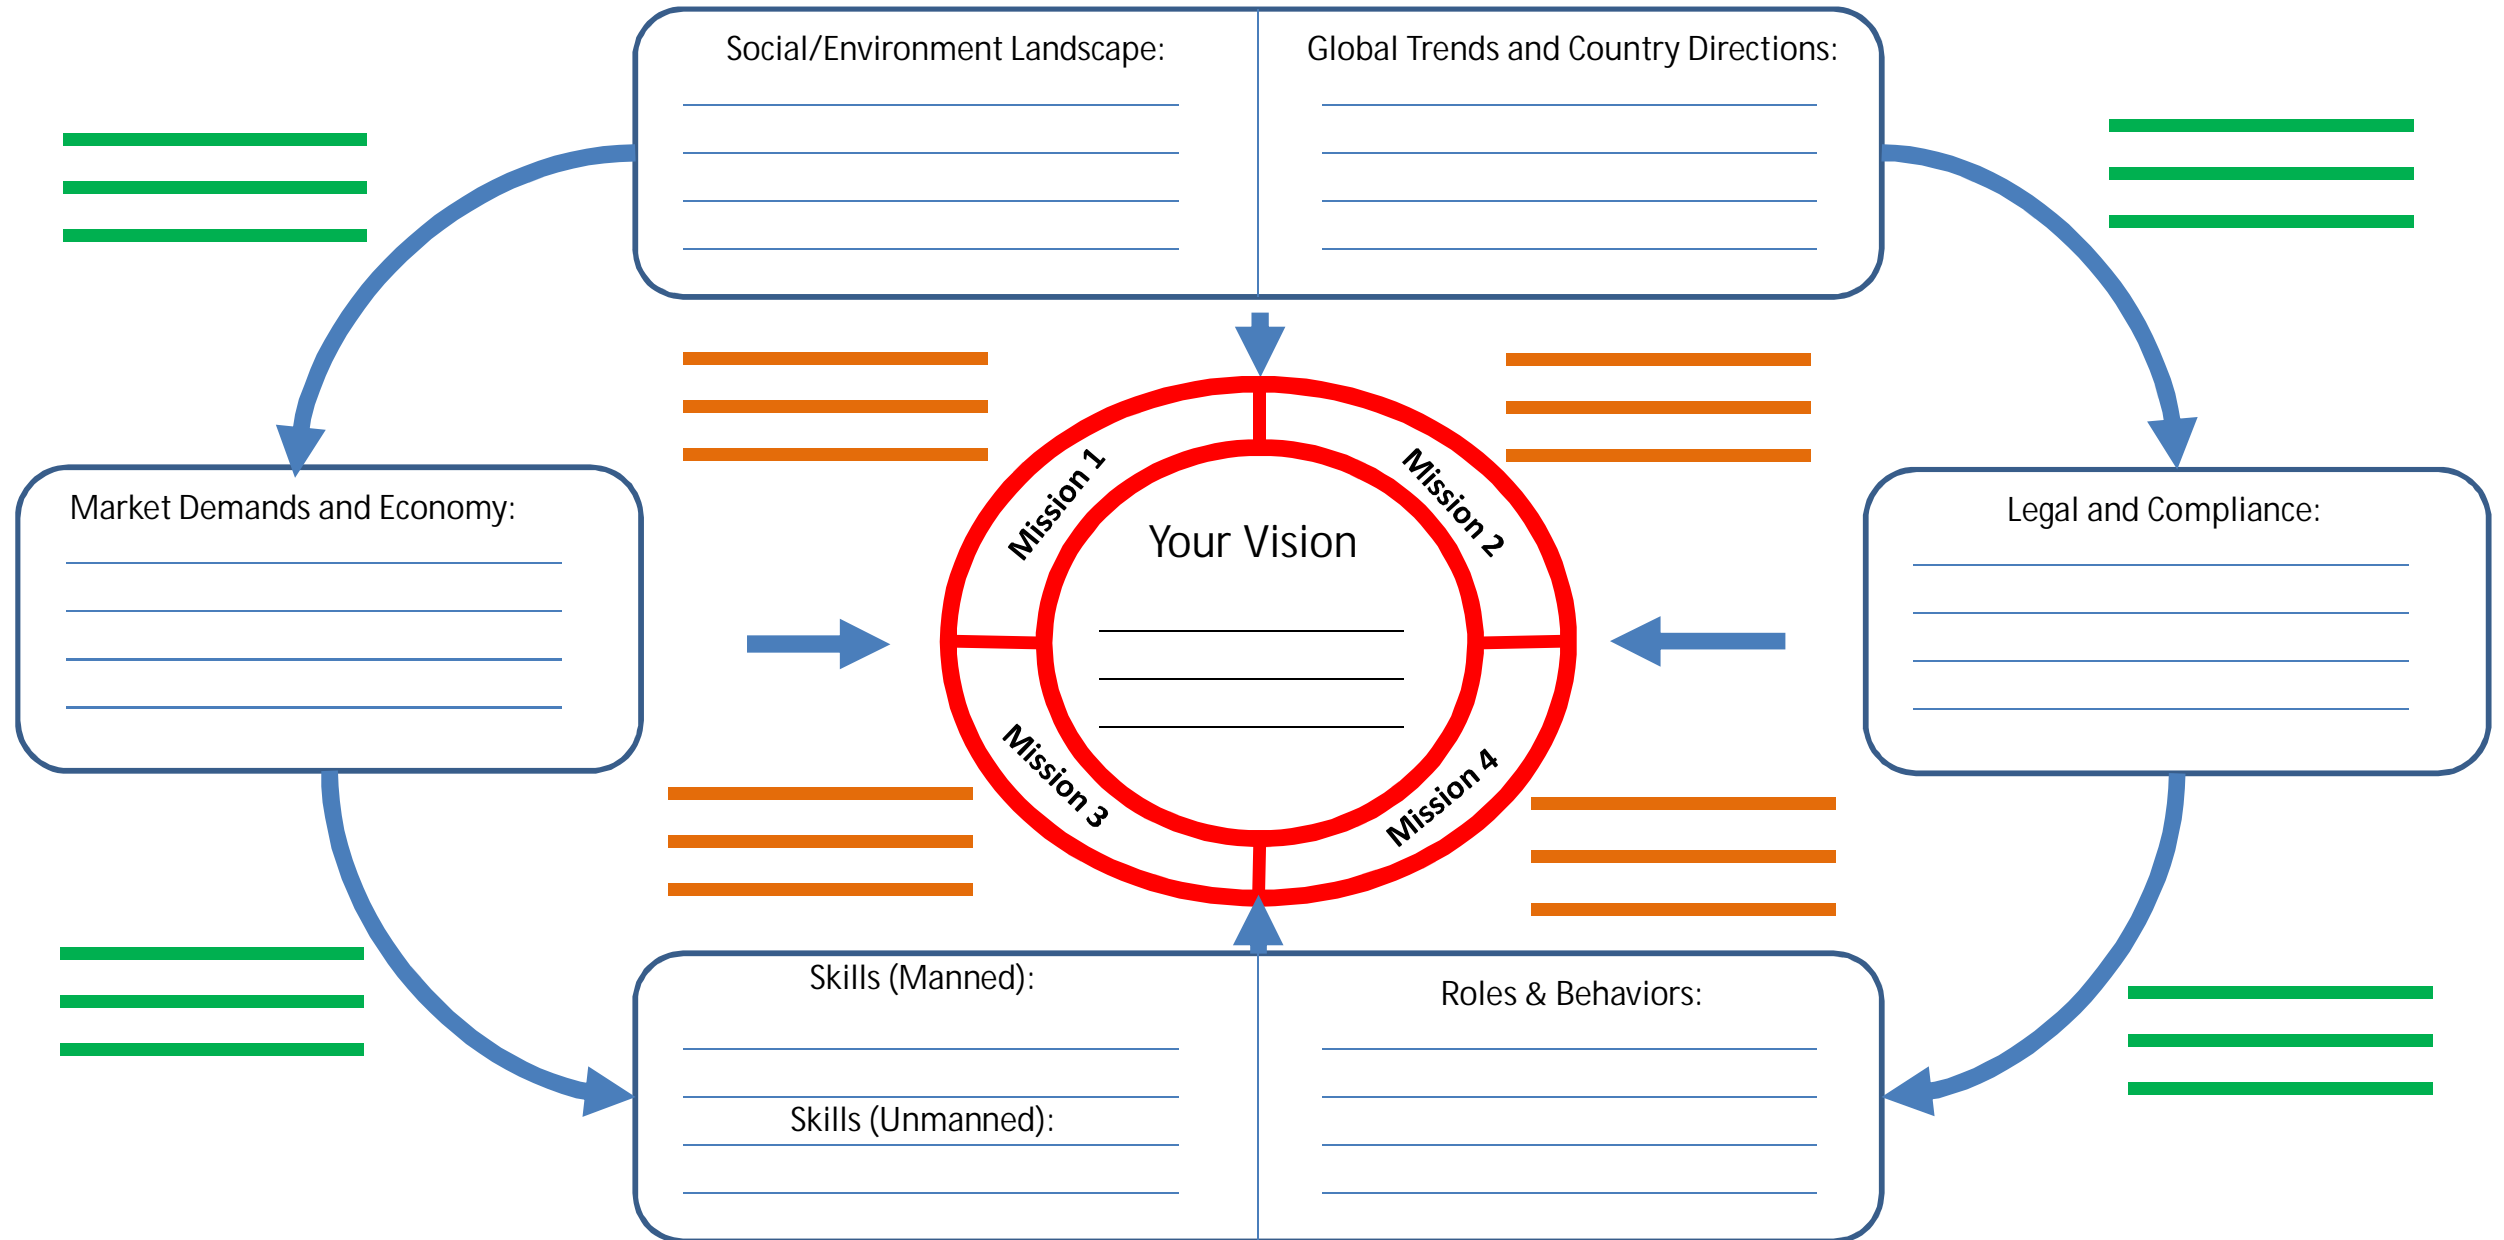 Social/Environment Landscape:
Global Trends and Country Directions:
Market Demands and Economy:
Legal and Compliance:
Mission 1
Mission 2
Your Vision
Mission 3
Mission 4
Skills (Manned):
Roles & Behaviors:
Skills (Unmanned):